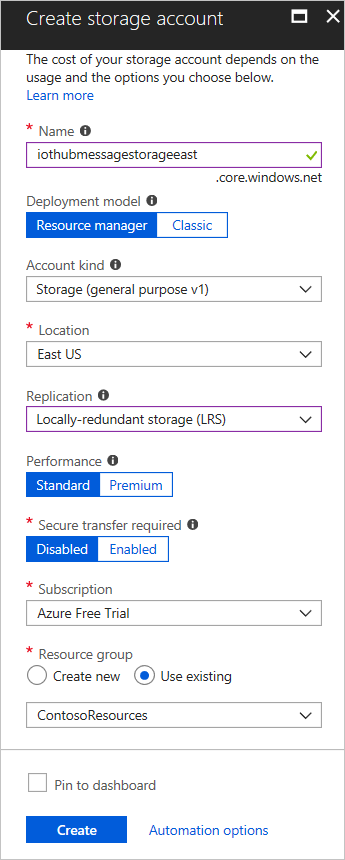 Create storage account
The cost of your storage account depends on the
usage and the options you choose below.
Learn more
* Name
iothubmessagestorageeast
.core.windows.net
Deployment model
Resource manager Classic
Account kind
Storage (general purpose v1)
* Location
East US
Replication
Locally-redundant storage (LRS)
Performance
Standard Premium
* Secure transfer required
Disabled Enabled
* Subscription
Azure Free Trial
* Resource group
Create new Use existing
ContosoResources
Pin to dashboard
Create Automation options